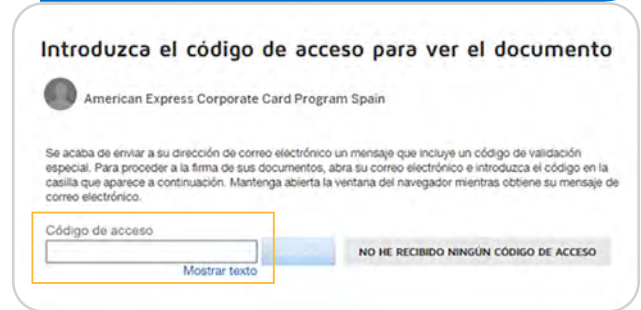 Introduzca el código de acceso para ver el documento
American Express Corporate Card Program Spain
Se acaba de enviar a su dirección de correo electrónico un mensaje que incluye un código de validación
especial. Para proceder a la firma de sus documentos, abra su correo electrónico e introduzca el código en la
casilla que aparece a continuación. Mantenga abierta la ventana del navegador mientras obtiene su mensaje de
correo electrónico.
Código de acceso
NO HE RECIBIDO NINGÚN CÓDIGO DE ACCESO
Mostrar texto